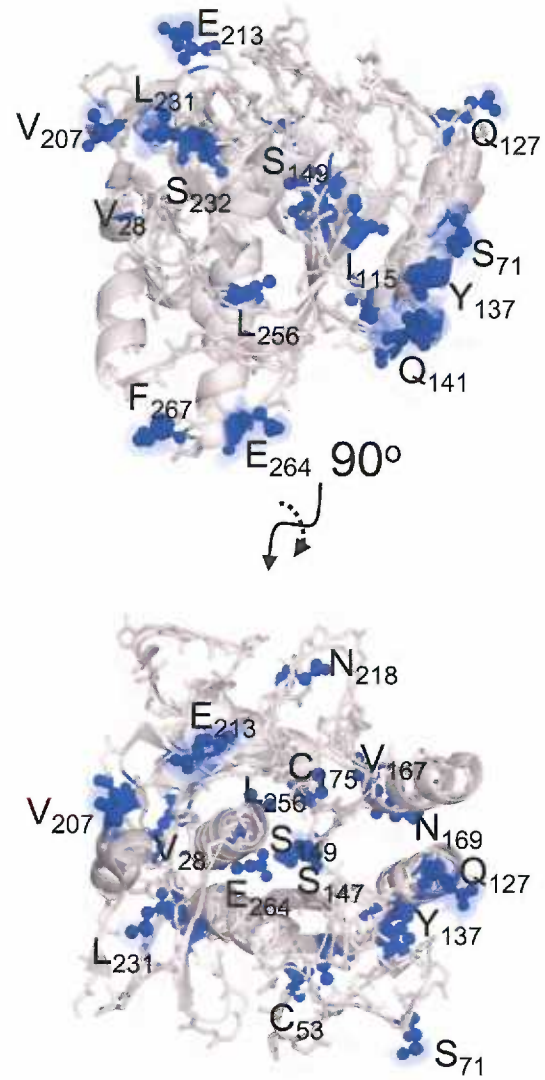 E213
L231
V207
Q127
S149
S232
V28
S71
L115
Y137
L256
Q141
F267
E264
90°
N218
E213
V167
C175
L256
V207
N169
V28
S149
Q127
S147
E264
Y137
L231
C53
S71